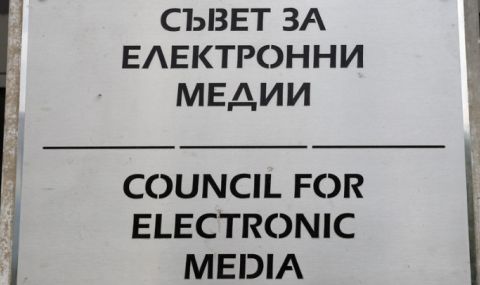 СЪВЕТ ЗА
ЕЛЕКТРОННИ
МЕДИИ
COUNCIL FOR
ELECTRONIC
MEDIA